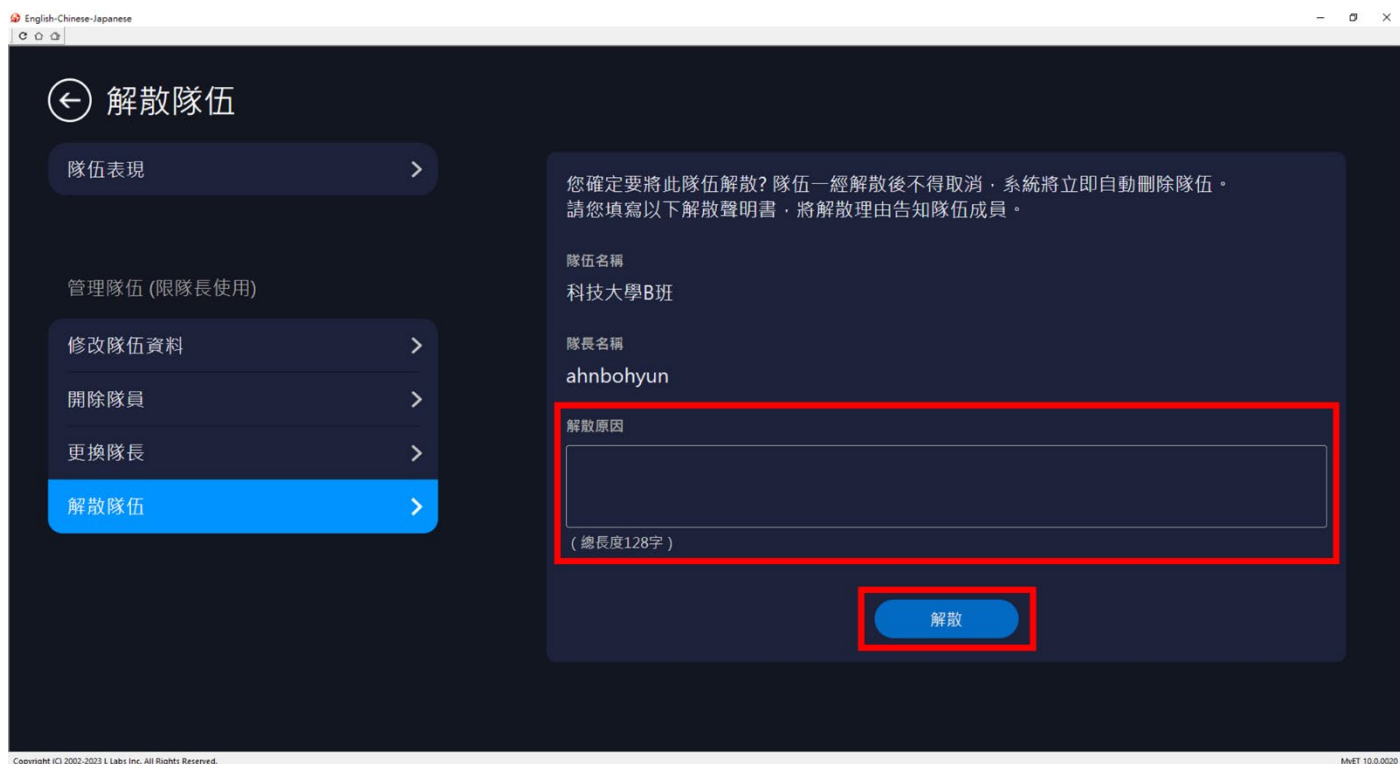 English-Chinese-Japanese
解散隊伍
隊伍表現
管理隊伍 (限隊長使用)
修改隊伍資料
開除隊員
更換隊長
解散隊伍
您確定要將此隊伍解散? 隊伍一經解散後不得取消，系統將立即自動刪除隊伍。
請您填寫以下解散聲明書，將解散理由告知隊伍成員。
隊伍名稱
科技大學B班
隊長名稱
ahnbohyun
解散原因
( 總長度128字 )
解散
Copyright (C) 2002-2023 L Labs Inc. All Rights Reserved.
MyET 10.0.0020